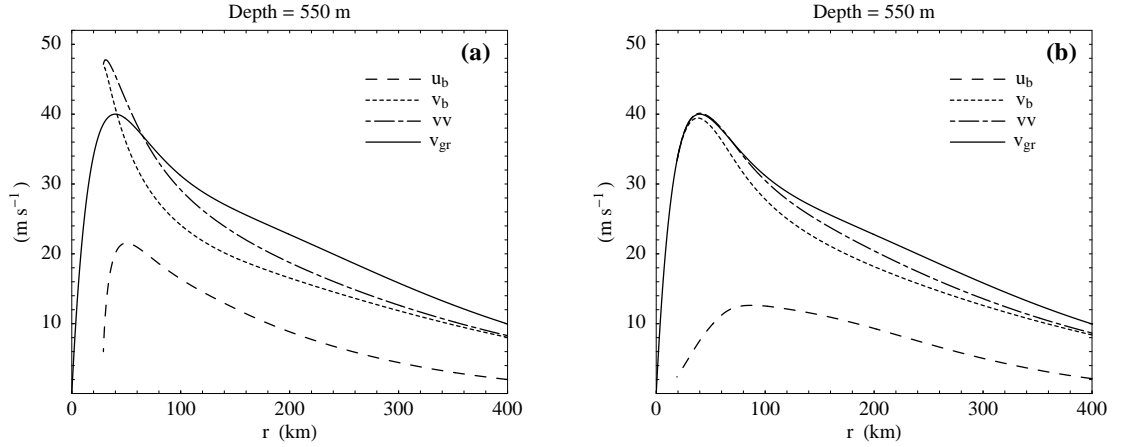 Depth = 550 m
(a)
u_b
v_b
vv
v_gr
50
40
30
20
10
(m s⁻¹)
0
100
200
300
400
r (km)
Depth = 550 m
(b)
u_b
v_b
vv
v_gr
50
40
30
20
10
(m s⁻¹)
0
100
200
300
400
r (km)